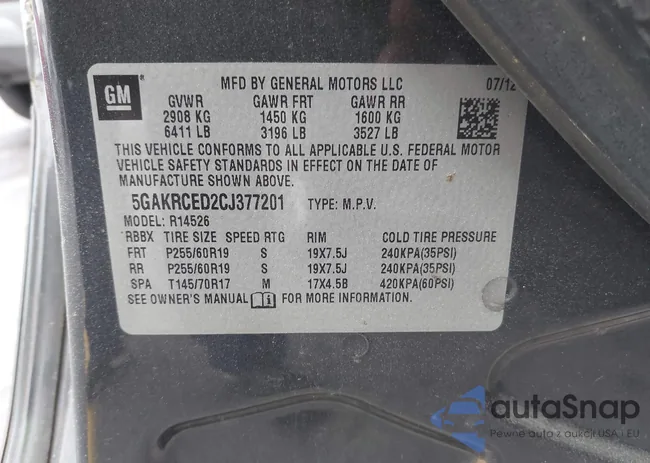 GM
MFD BY GENERAL MOTORS LLC 07/12
GVWR GAWR FRT GAWR RR
2908 KG 1450 KG 1600 KG
6411 LB 3196 LB 3527 LB
THIS VEHICLE CONFORMS TO ALL APPLICABLE U.S. FEDERAL MOTOR
VEHICLE SAFETY STANDARDS IN EFFECT ON THE DATE OF
MANUFACTURE SHOWN ABOVE.
5GAKRCED2CJ377201 TYPE: M.P.V.
MODEL: R14526
RBBX TIRE SIZE SPEED RTG RIM COLD TIRE PRESSURE
FRT P255/60R19 S 19X7.5J 240KPA(35PSI)
RR P255/60R19 S 19X7.5J 240KPA(35PSI)
SPA T145/70R17 M 17X4.5B 420KPA(60PSI)
SEE OWNER'S MANUAL FOR MORE INFORMATION.
autaSnap
Pewne auta z aukcji USA i EU